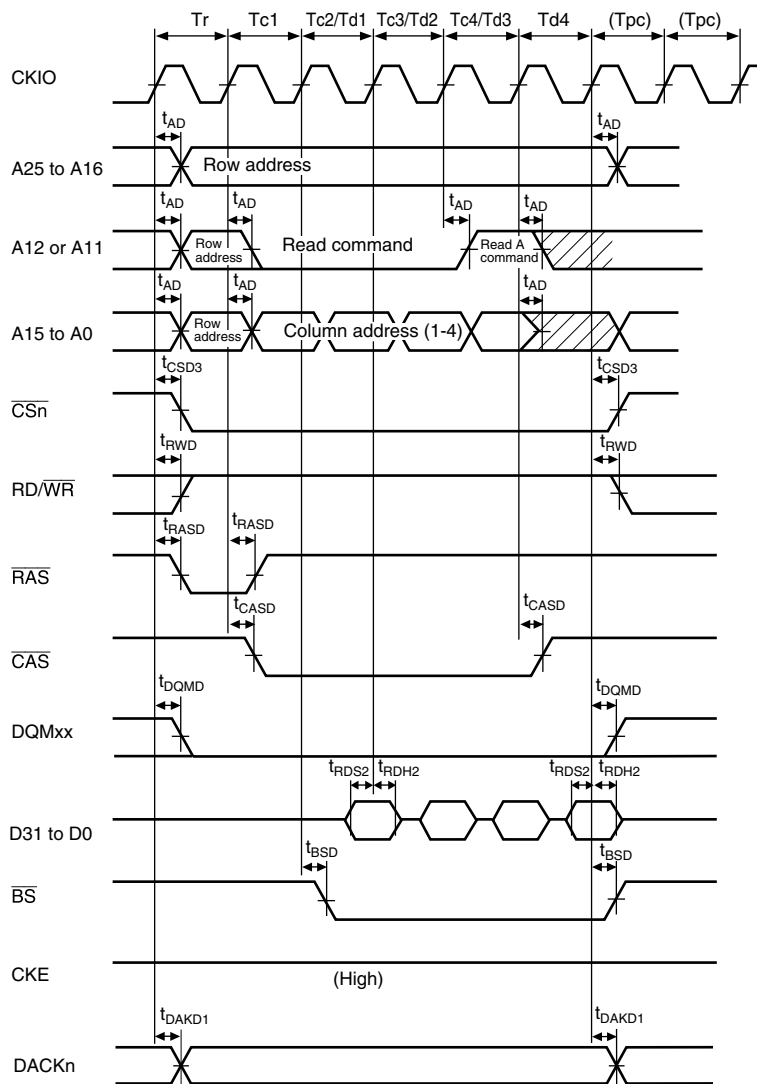 Tr Tc1 Tc2/Td1 Tc3/Td2 Tc4/Td3 Td4 (Tpc) (Tpc)
CKIO
tAD tAD
A25 to A16 Row address
tAD tAD tAD tAD
A12 or A11 Row address Read command Read A command
tAD tAD tAD
A15 to A0 Row address Column address (1-4)
tCSD3 tCSD3
CSn
tRWD tRWD
RD/WR
tRASD tRASD
RAS
tCASD tCASD
CAS
tDQMD tDQMD
DQMxx
tRDS2 tRDH2 tRDS2 tRDH2
D31 to D0
tBSD tBSD
BS
CKE (High)
tDAKD1 tDAKD1
DACKn